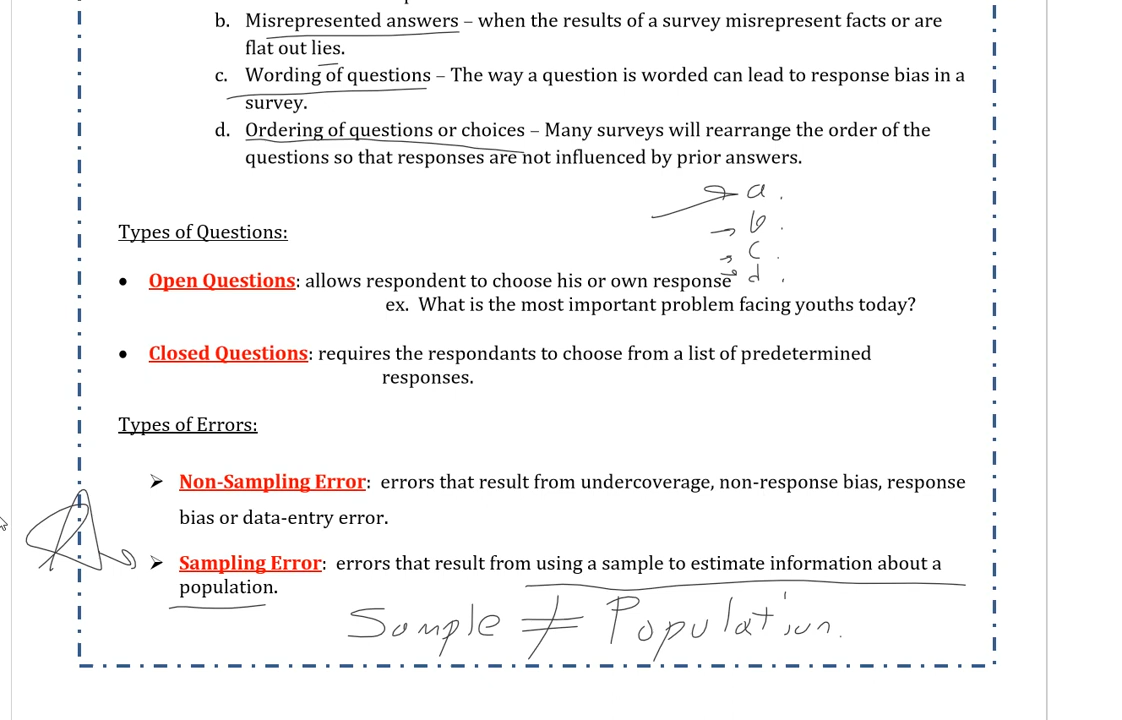 b. Misrepresented answers – when the results of a survey misrepresent facts or are
flat out lies.
c. Wording of questions – The way a question is worded can lead to response bias in a
survey.
d. Ordering of questions or choices – Many surveys will rearrange the order of the
questions so that responses are not influenced by prior answers.
a.
b.
Types of Questions:
c.
d.
• Open Questions: allows respondent to choose his or own response
ex. What is the most important problem facing youths today?
• Closed Questions: requires the respondants to choose from a list of predetermined
responses.
Types of Errors:
➢ Non-Sampling Error: errors that result from undercoverage, non-response bias, response
bias or data-entry error.
➢ Sampling Error: errors that result from using a sample to estimate information about a
population.
Sample ≠ Population.